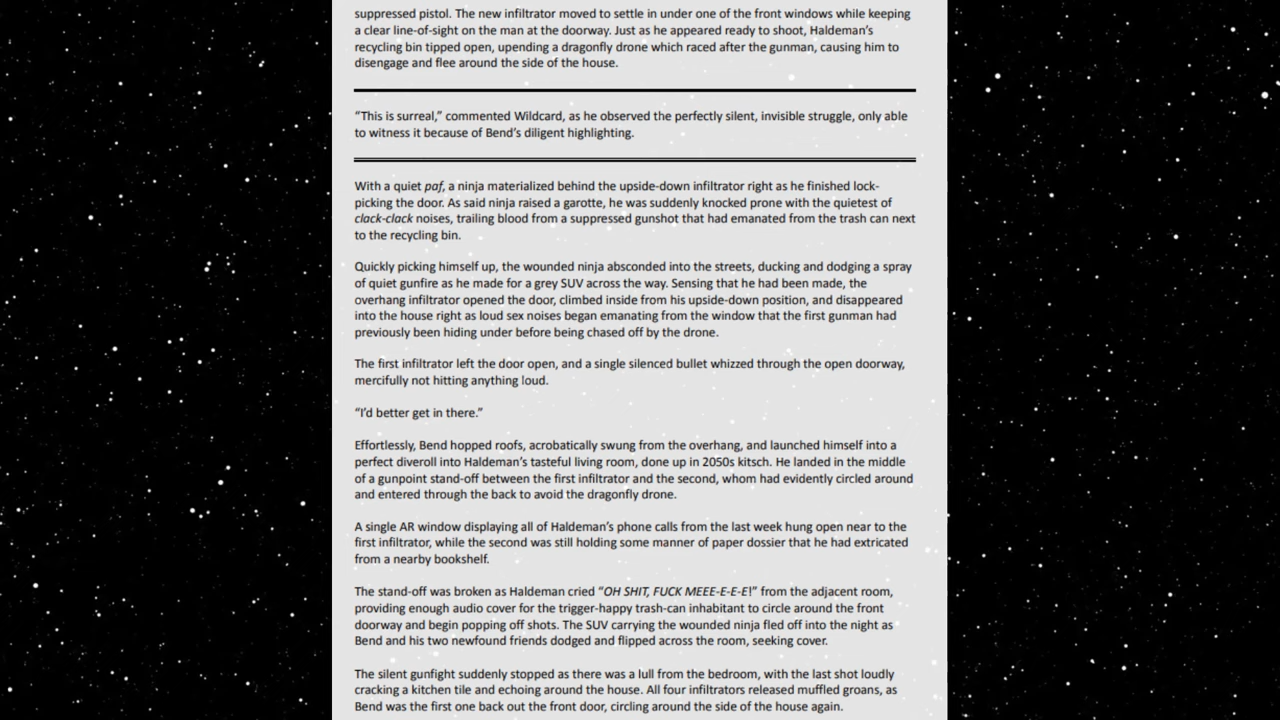 suppressed pistol. The new infiltrator moved to settle in under one of the front windows while keeping
a clear line-of-sight on the man at the doorway. Just as he appeared ready to shoot, Haldeman’s
recycling bin tipped open, upending a dragonfly drone which raced after the gunman, causing him to
disengage and flee around the side of the house.
“This is surreal,” commented Wildcard, as he observed the perfectly silent, invisible struggle, only able
to witness it because of Bend’s diligent highlighting.
With a quiet paf, a ninja materialized behind the upside-down infiltrator right as he finished lock-
picking the door. As said ninja raised a garotte, he was suddenly knocked prone with the quietest of
clack-clack noises, trailing blood from a suppressed gunshot that had emanated from the trash can next
to the recycling bin.
Quickly picking himself up, the wounded ninja absconded into the streets, ducking and dodging a spray
of quiet gunfire as he made for a grey SUV across the way. Sensing that he had been made, the
overhang infiltrator opened the door, climbed inside from his upside-down position, and disappeared
into the house right as loud sex noises began emanating from the window that the first gunman had
previously been hiding under before being chased off by the drone.
The first infiltrator left the door open, and a single silenced bullet whizzed through the open doorway,
mercifully not hitting anything loud.
“I’d better get in there.”
Effortlessly, Bend hopped roofs, acrobatically swung from the overhang, and launched himself into a
perfect diveroll into Haldeman’s tasteful living room, done up in 2050s kitsch. He landed in the middle
of a gunpoint stand-off between the first infiltrator and the second, whom had evidently circled around
and entered through the back to avoid the dragonfly drone.
A single AR window displaying all of Haldeman’s phone calls from the last week hung open near to the
first infiltrator, while the second was still holding some manner of paper dossier that he had extricated
from a nearby bookshelf.
The stand-off was broken as Haldeman cried “OH SHIT, FUCK MEEE-E-E-E!” from the adjacent room,
providing enough audio cover for the trigger-happy trash-can inhabitant to circle around the front
doorway and begin popping off shots. The SUV carrying the wounded ninja fled off into the night as
Bend and his two newfound friends dodged and flipped across the room, seeking cover.
The silent gunfight suddenly stopped as there was a lull from the bedroom, with the last shot loudly
cracking a kitchen tile and echoing around the house. All four infiltrators released muffled groans, as
Bend was the first one back out the front door, circling around the side of the house again.